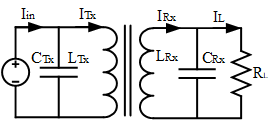 Iin ITx IRx IL
CTx LTx LRx CRx RL